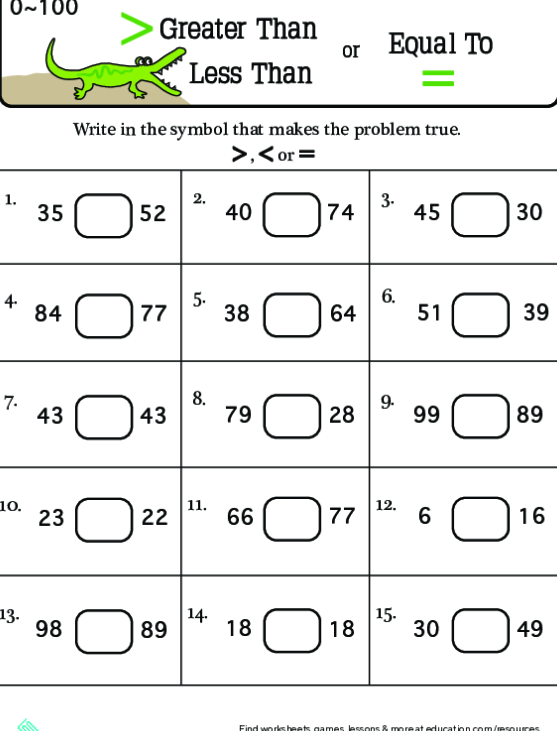 0~100
> Greater Than
Less Than
or
Equal To
=
Write in the symbol that makes the problem true.
>, < or =
1. 35 52
2. 40 74
3. 45 30
4. 84 77
5. 38 64
6. 51 39
7. 43 43
8. 79 28
9. 99 89
10. 23 22
11. 66 77
12. 6 16
13. 98 89
14. 18 18
15. 30 49
Find worksheets, games, lessons & more at education.com/resources